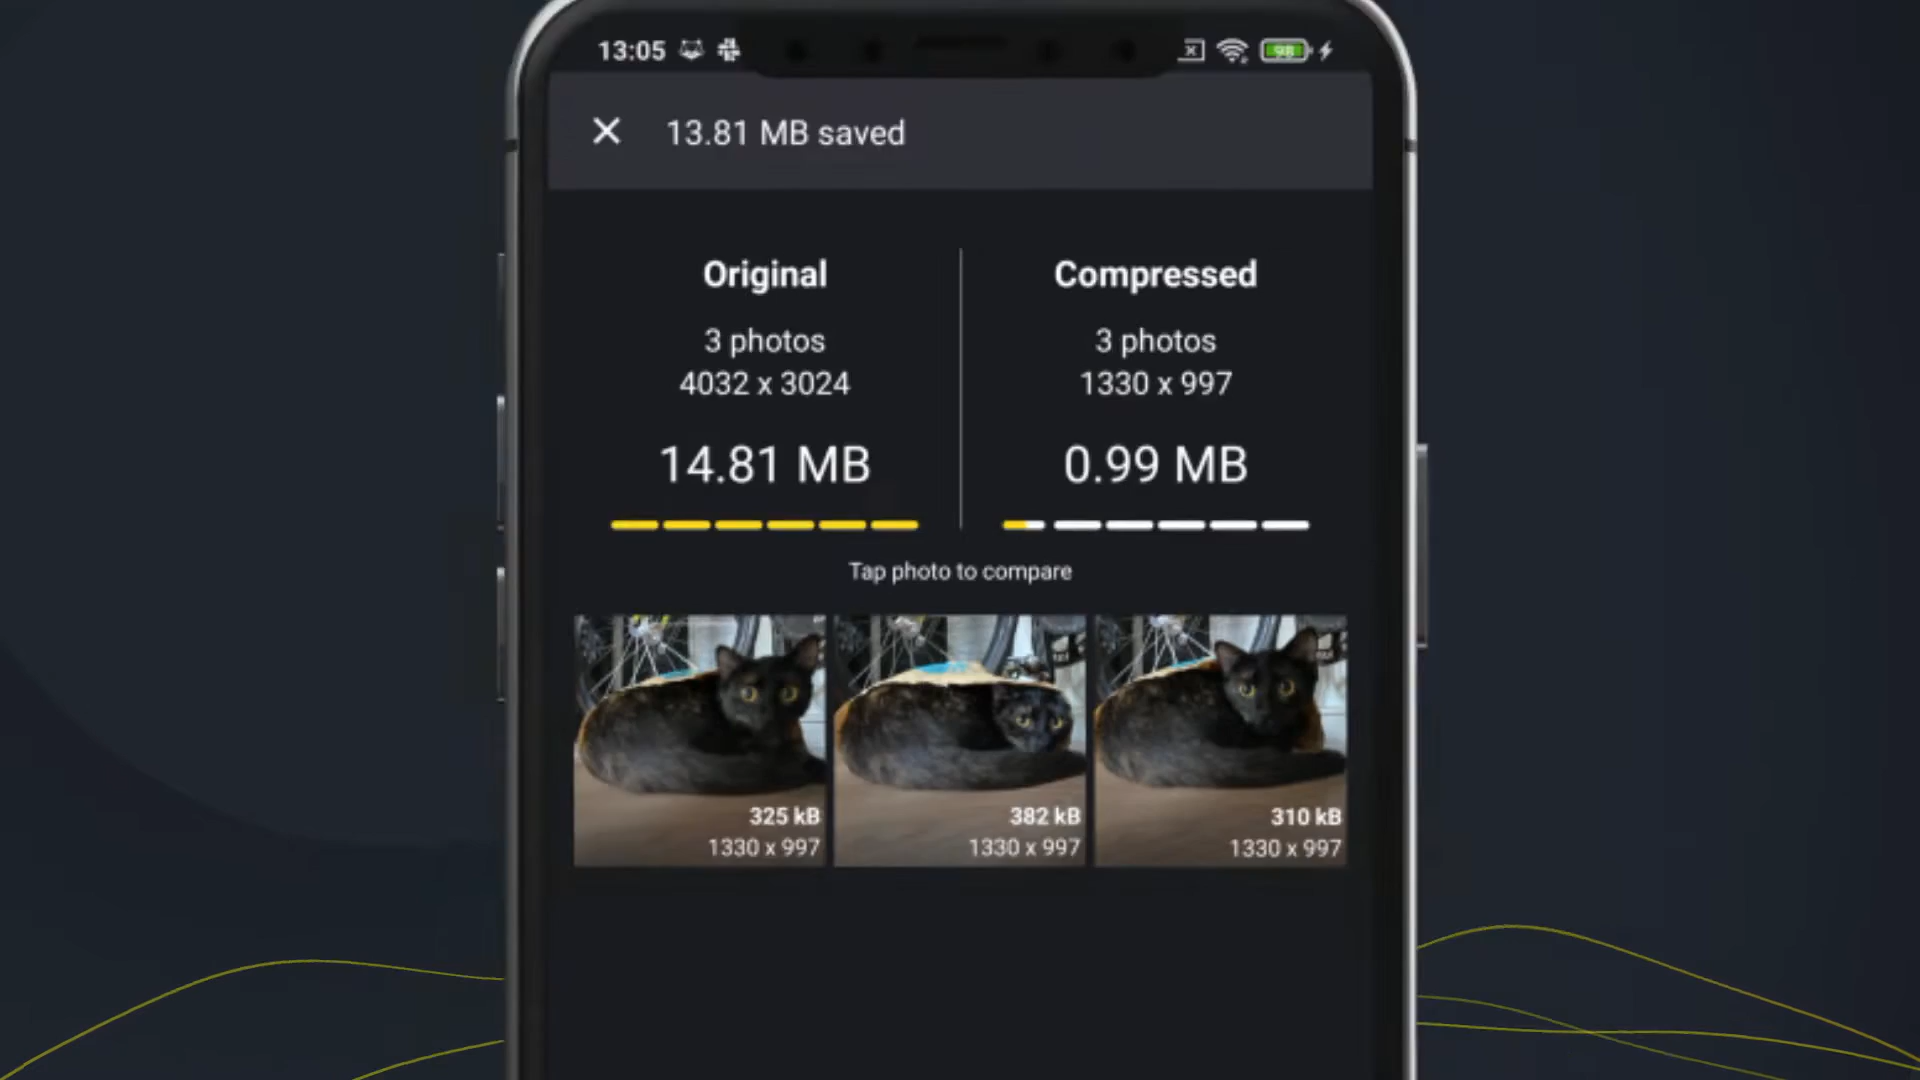 13:05
98
13.81 MB saved
Original
3 photos
4032 x 3024
14.81 MB
Compressed
3 photos
1330 x 997
0.99 MB
Tap photo to compare
325 kB
1330 x 997
382 kB
1330 x 997
310 kB
1330 x 997